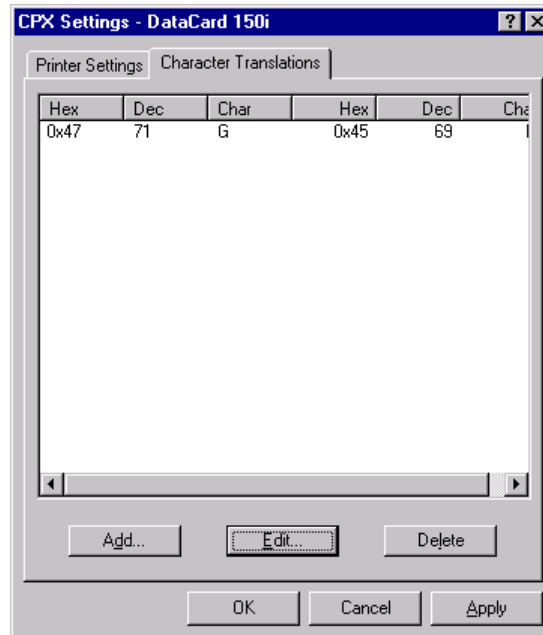 CPX Settings - DataCard 150i
Printer Settings Character Translations
Hex Dec Char Hex Dec
0x47 71 G 0x45 69
Add... Edit... Delete
OK Cancel Apply